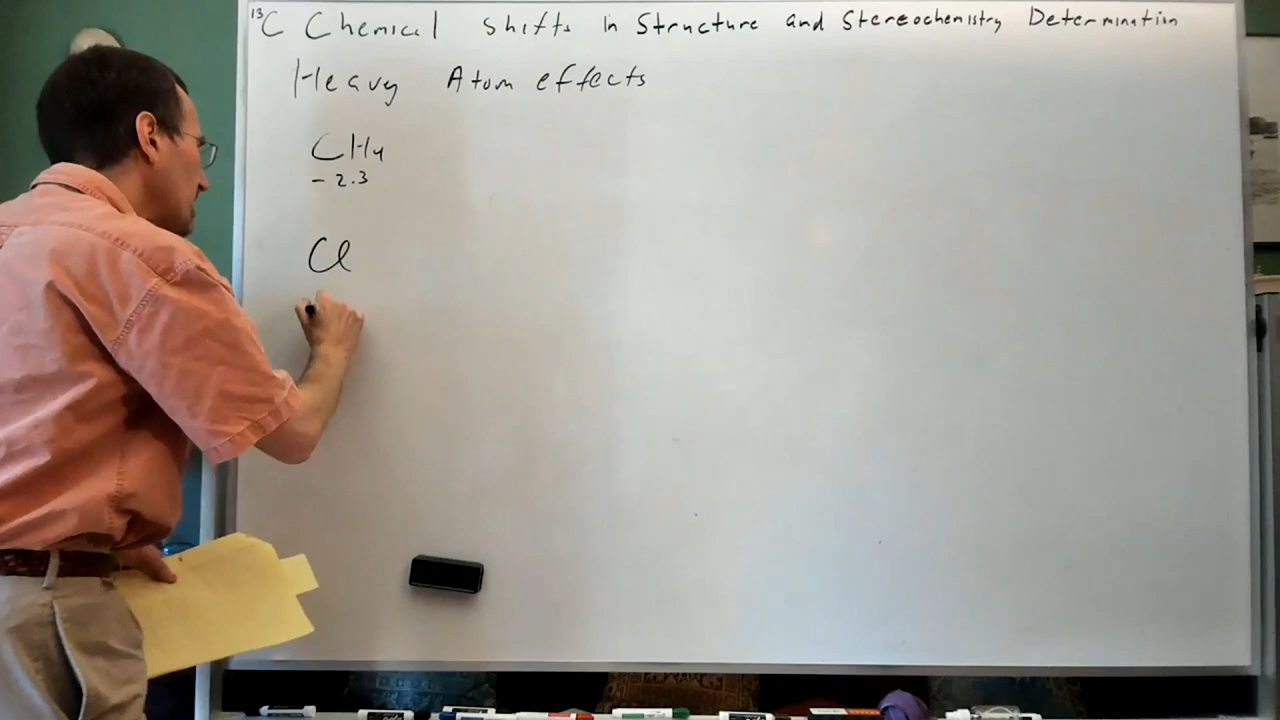 ¹³C Chemical Shifts in Structure and Stereochemistry Determination
Heavy Atom effects
CH₄
-2.3
Cl